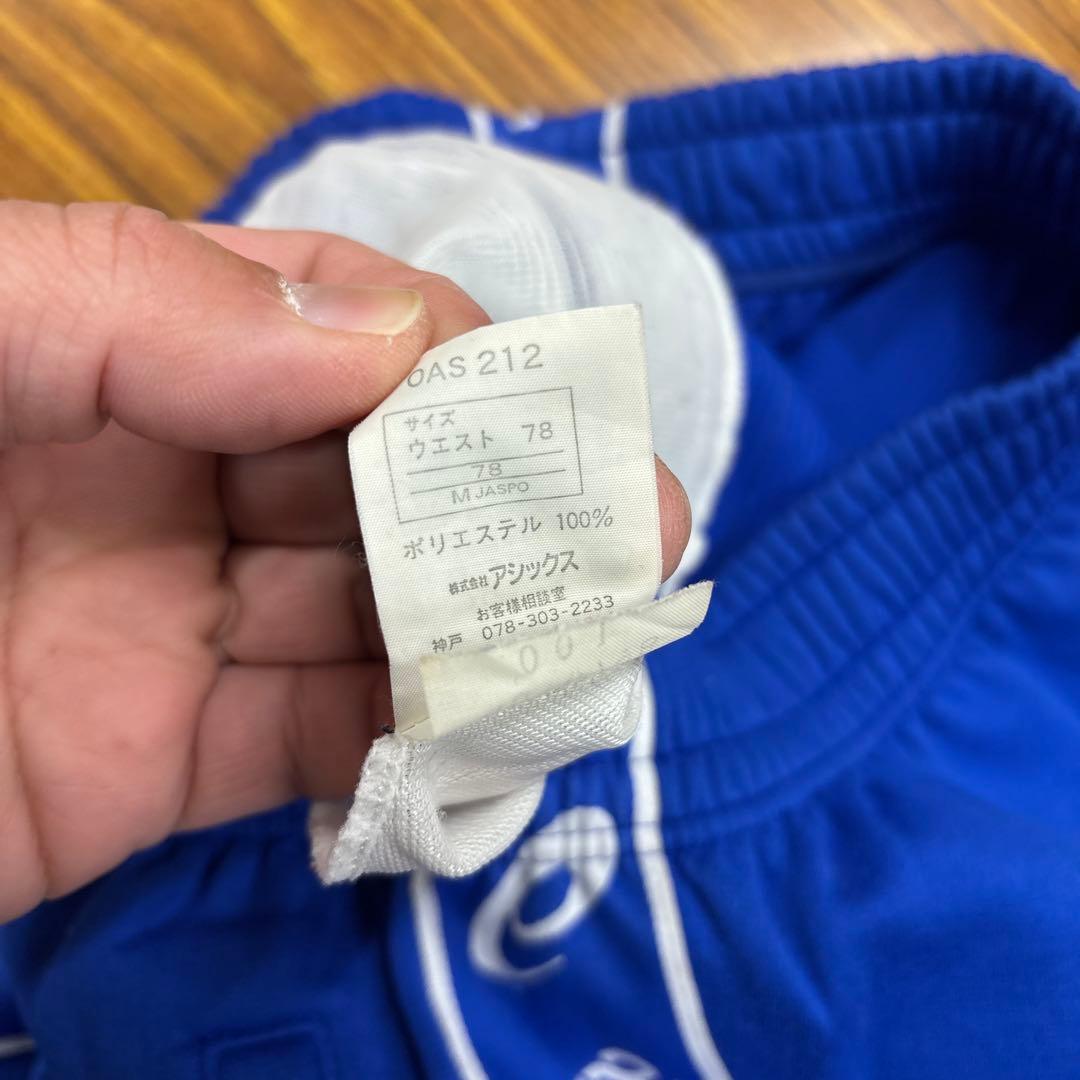 OAS 212
サイズ
ウエスト 78
78
M JASPO
ポリエステル 100%
株式会社アシックス
お客様相談室
神戸 078-303-2233